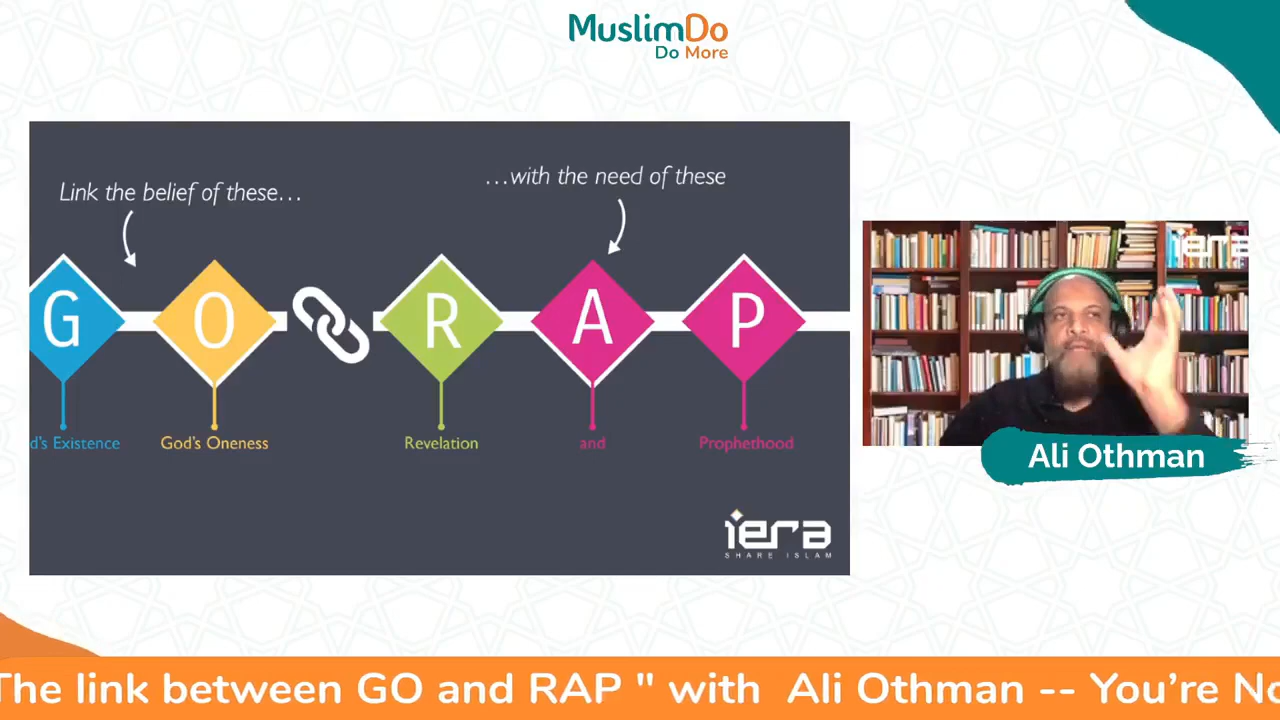 MuslimDo
Do More
Link the belief of these...
...with the need of these
G O R A P
d's Existence
God's Oneness
Revelation
and
Prophethood
iera
SHARE ISLAM
Ali Othman
The link between GO and RAP " with Ali Othman -- You're No